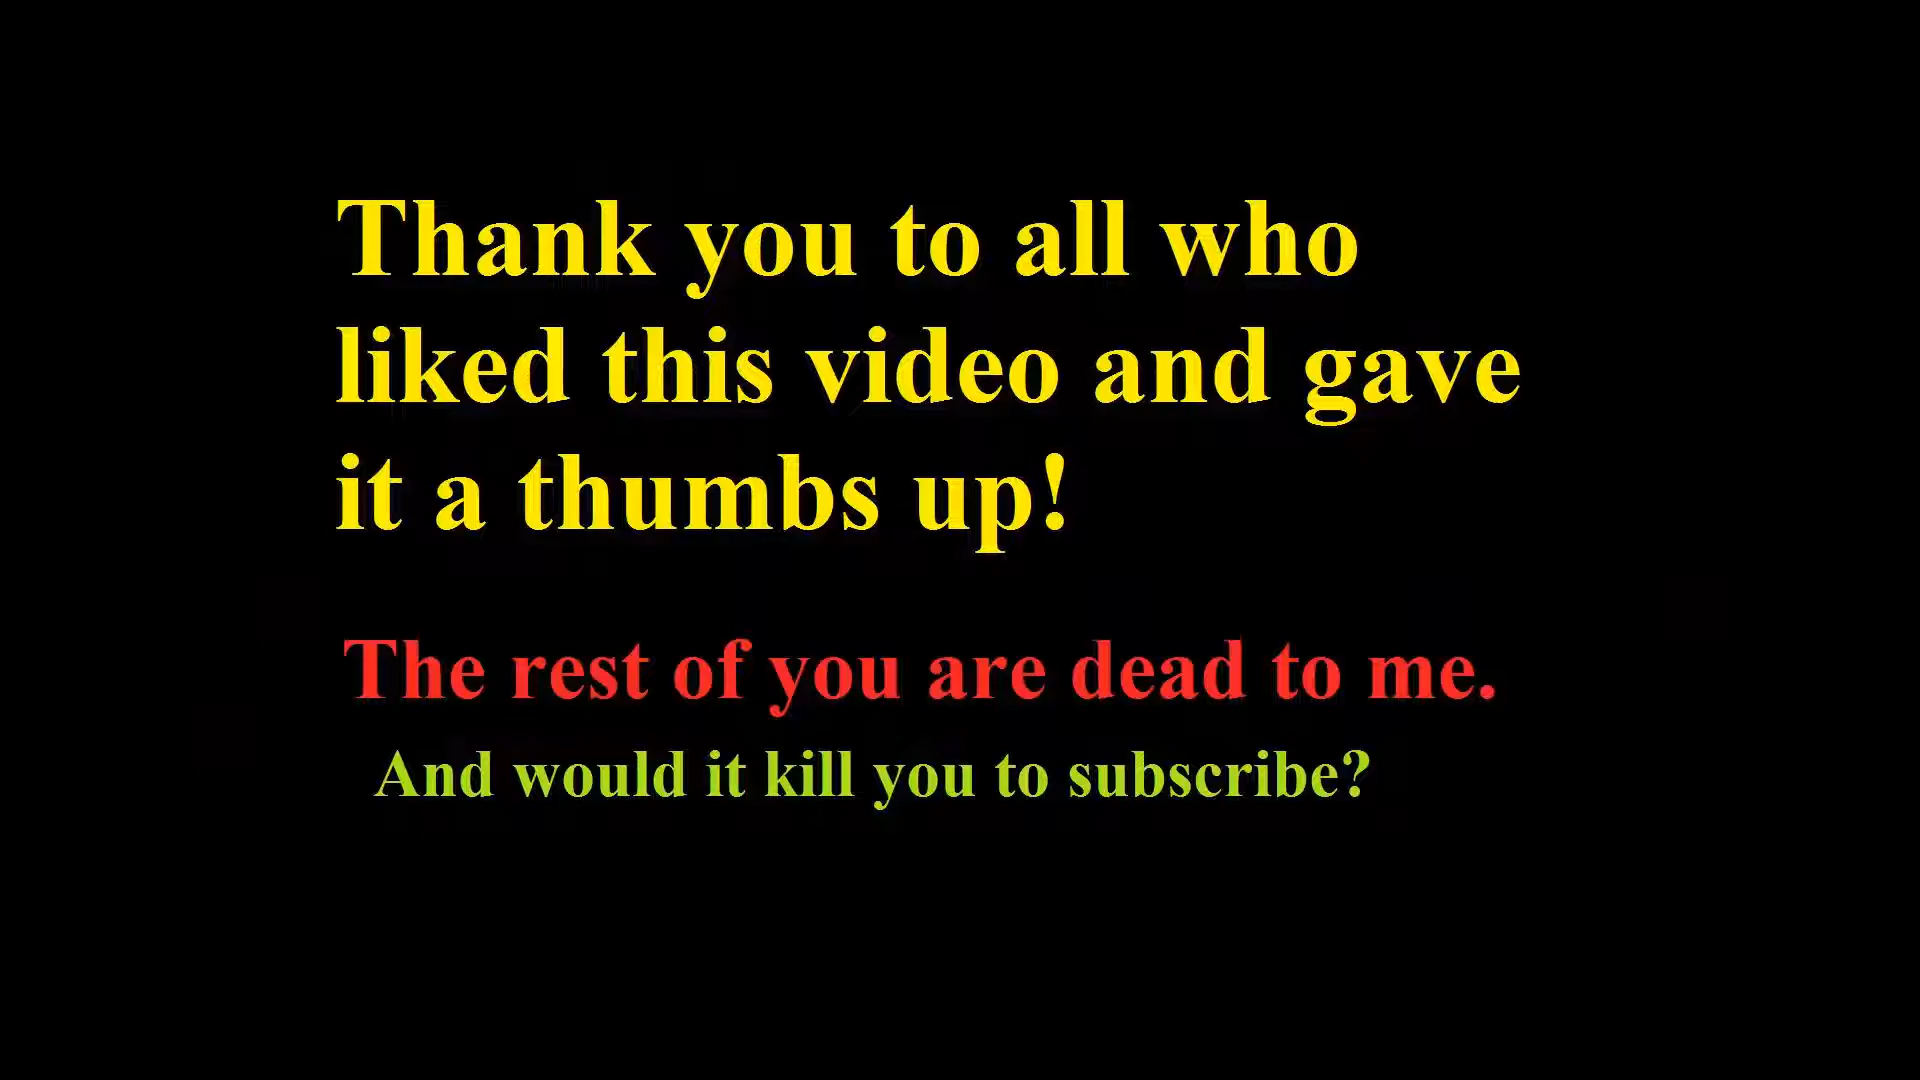 Thank you to all who
liked this video and gave
it a thumbs up!
The rest of you are dead to me.
And would it kill you to subscribe?